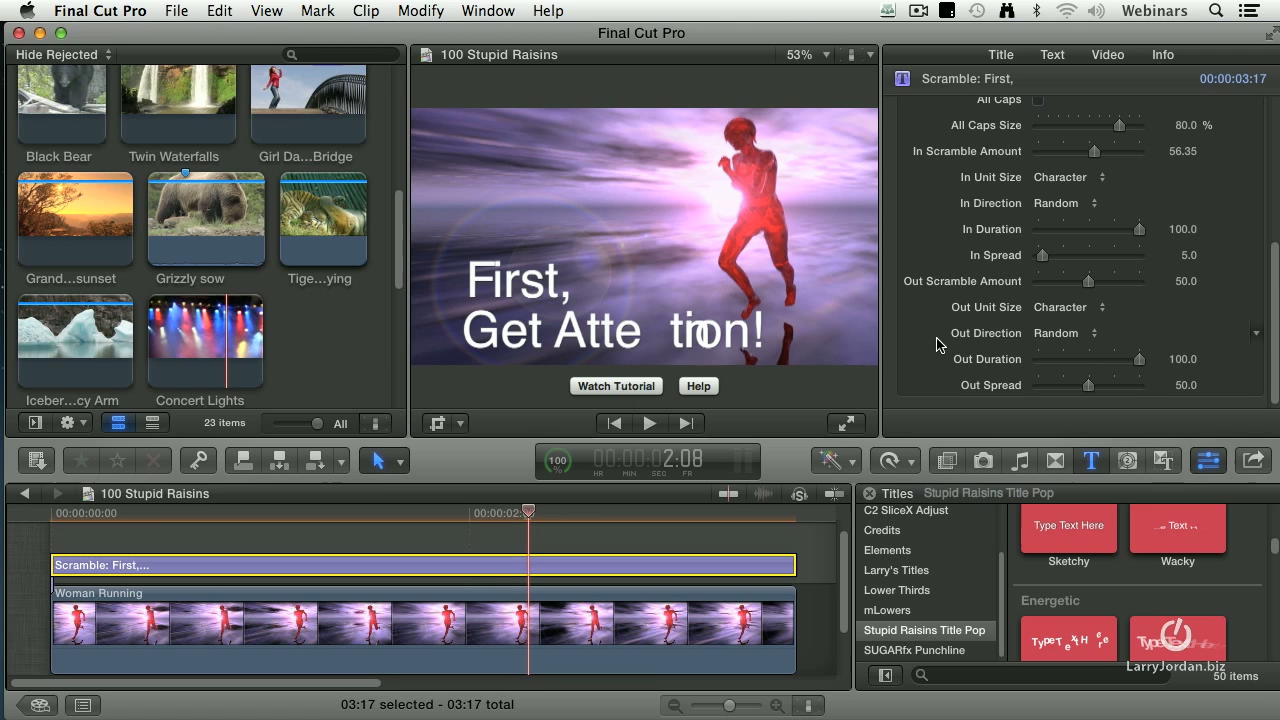 Final Cut Pro File Edit View Mark Clip Modify Window Help Webinars
Final Cut Pro
Hide Rejected
Black Bear Twin Waterfalls Girl Da…Bridge
Grand…sunset Grizzly sow Tige…ying
Iceber…cy Arm Concert Lights
23 items All
100 Stupid Raisins 53%
First,
Get Atte tion!
Watch Tutorial Help
Title Text Video Info
Scramble: First, 00:00:03:17
All Caps
All Caps Size 80.0 %
In Scramble Amount 56.35
In Unit Size Character
In Direction Random
In Duration 100.0
In Spread 5.0
Out Scramble Amount 50.0
Out Unit Size Character
Out Direction Random
Out Duration 100.0
Out Spread 50.0
100 % 00:00:02:08
HR MIN SEC FR
100 Stupid Raisins
00:00:00:00 00:00:02:
Scramble: First,...
Woman Running
03:17 selected - 03:17 total
Titles Stupid Raisins Title Pop
C2 SliceX Adjust
Credits
Elements
Larry's Titles
Lower Thirds
mLowers
Stupid Raisins Title Pop
SUGARfx Punchline
Type Text Here Text
Sketchy Wacky
Energetic
LarryJordan.biz
50 items